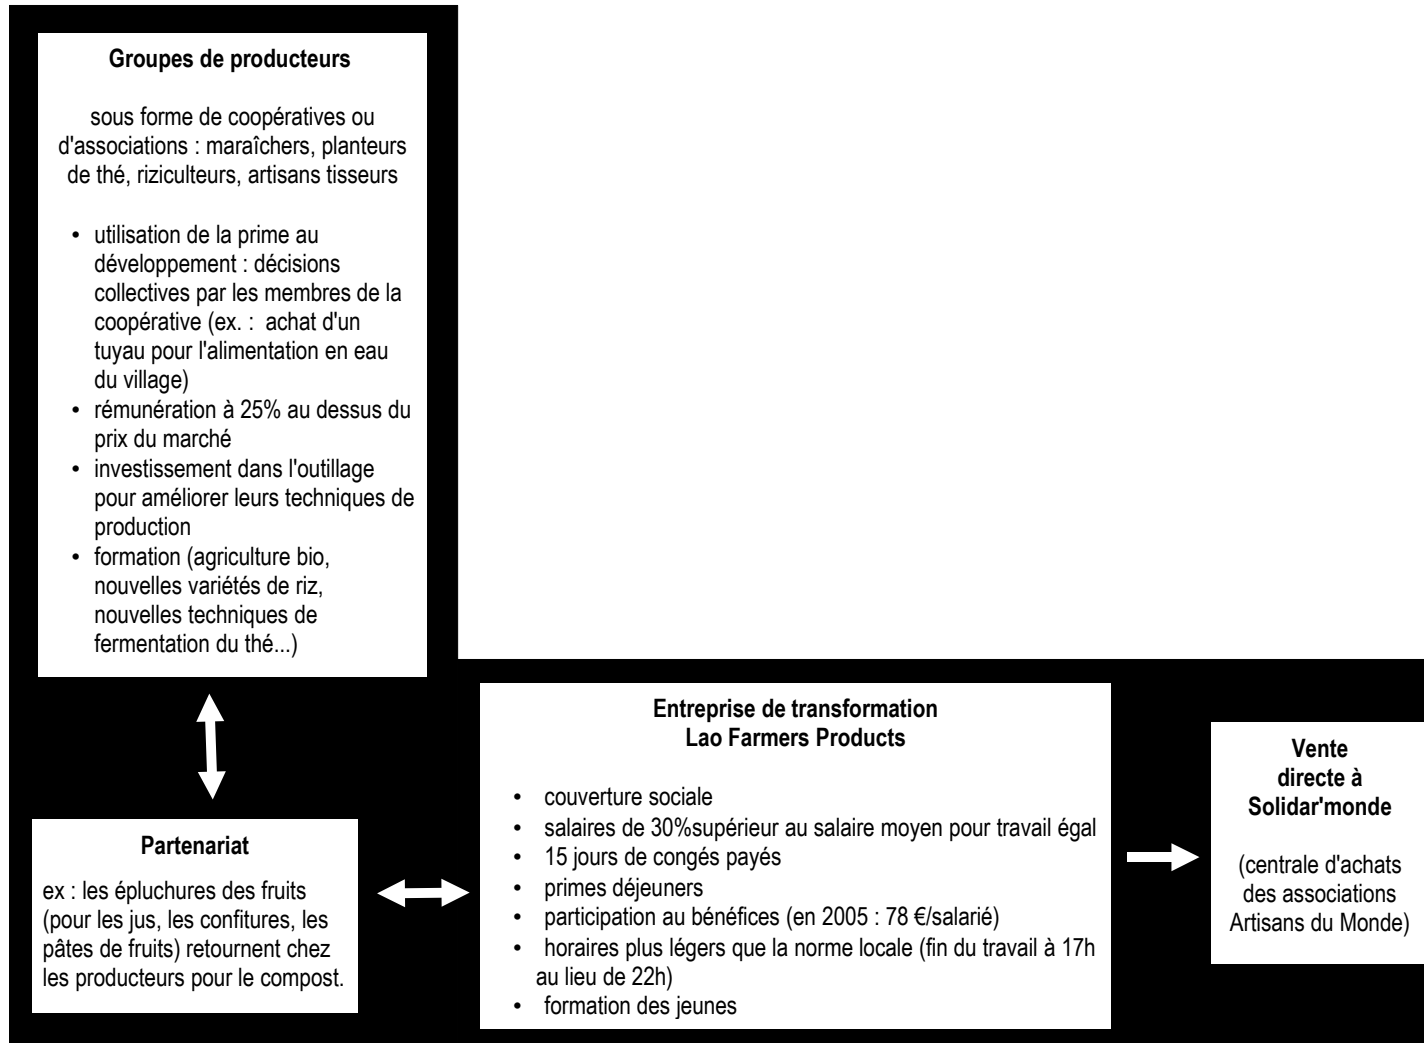 Groupes de producteurs
sous forme de coopératives ou
d'associations : maraîchers, planteurs
de thé, riziculteurs, artisans tisseurs
• utilisation de la prime au
développement : décisions
collectives par les membres de la
coopérative (ex. : achat d'un
tuyau pour l'alimentation en eau
du village)
• rémunération à 25% au dessus du
prix du marché
• investissement dans l'outillage
pour améliorer leurs techniques de
production
• formation (agriculture bio,
nouvelles variétés de riz,
nouvelles techniques de
fermentation du thé...)
Partenariat
ex : les épluchures des fruits
(pour les jus, les confitures, les
pâtes de fruits) retournent chez
les producteurs pour le compost.
Entreprise de transformation
Lao Farmers Products
• couverture sociale
• salaires de 30%supérieur au salaire moyen pour travail égal
• 15 jours de congés payés
• primes déjeuners
• participation au bénéfices (en 2005 : 78 €/salarié)
• horaires plus légers que la norme locale (fin du travail à 17h
au lieu de 22h)
• formation des jeunes
Vente
directe à
Solidar'monde
(centrale d'achats
des associations
Artisans du Monde)